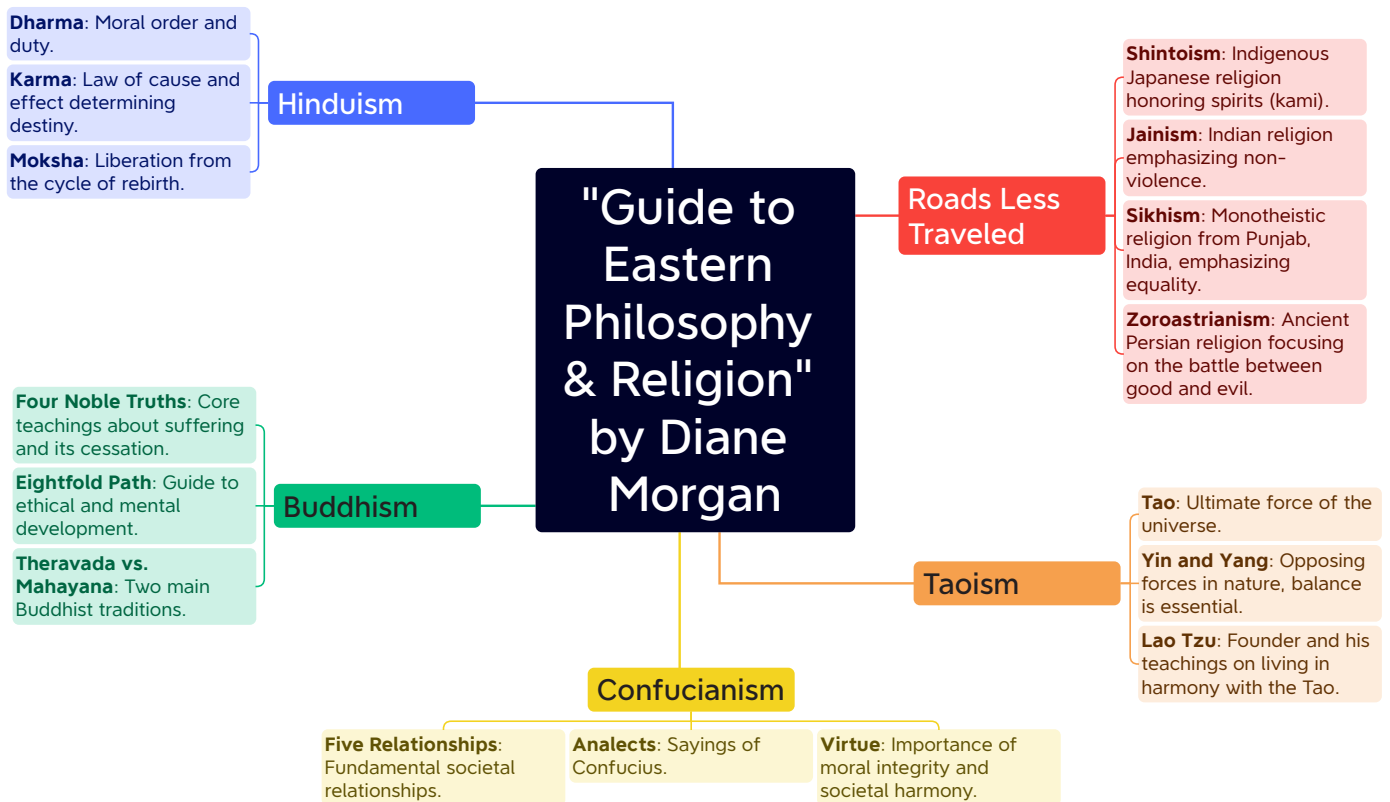 "Guide to
Eastern
Philosophy
& Religion"
by Diane
Morgan
Hinduism
Dharma: Moral order and
duty.
Karma: Law of cause and
effect determining
destiny.
Moksha: Liberation from
the cycle of rebirth.
Buddhism
Four Noble Truths: Core
teachings about suffering
and its cessation.
Eightfold Path: Guide to
ethical and mental
development.
Theravada vs.
Mahayana: Two main
Buddhist traditions.
Confucianism
Five Relationships:
Fundamental societal
relationships.
Analects: Sayings of
Confucius.
Virtue: Importance of
moral integrity and
societal harmony.
Taoism
Tao: Ultimate force of the
universe.
Yin and Yang: Opposing
forces in nature, balance
is essential.
Lao Tzu: Founder and his
teachings on living in
harmony with the Tao.
Roads Less
Traveled
Shintoism: Indigenous
Japanese religion
honoring spirits (kami).
Jainism: Indian religion
emphasizing non-
violence.
Sikhism: Monotheistic
religion from Punjab,
India, emphasizing
equality.
Zoroastrianism: Ancient
Persian religion focusing
on the battle between
good and evil.